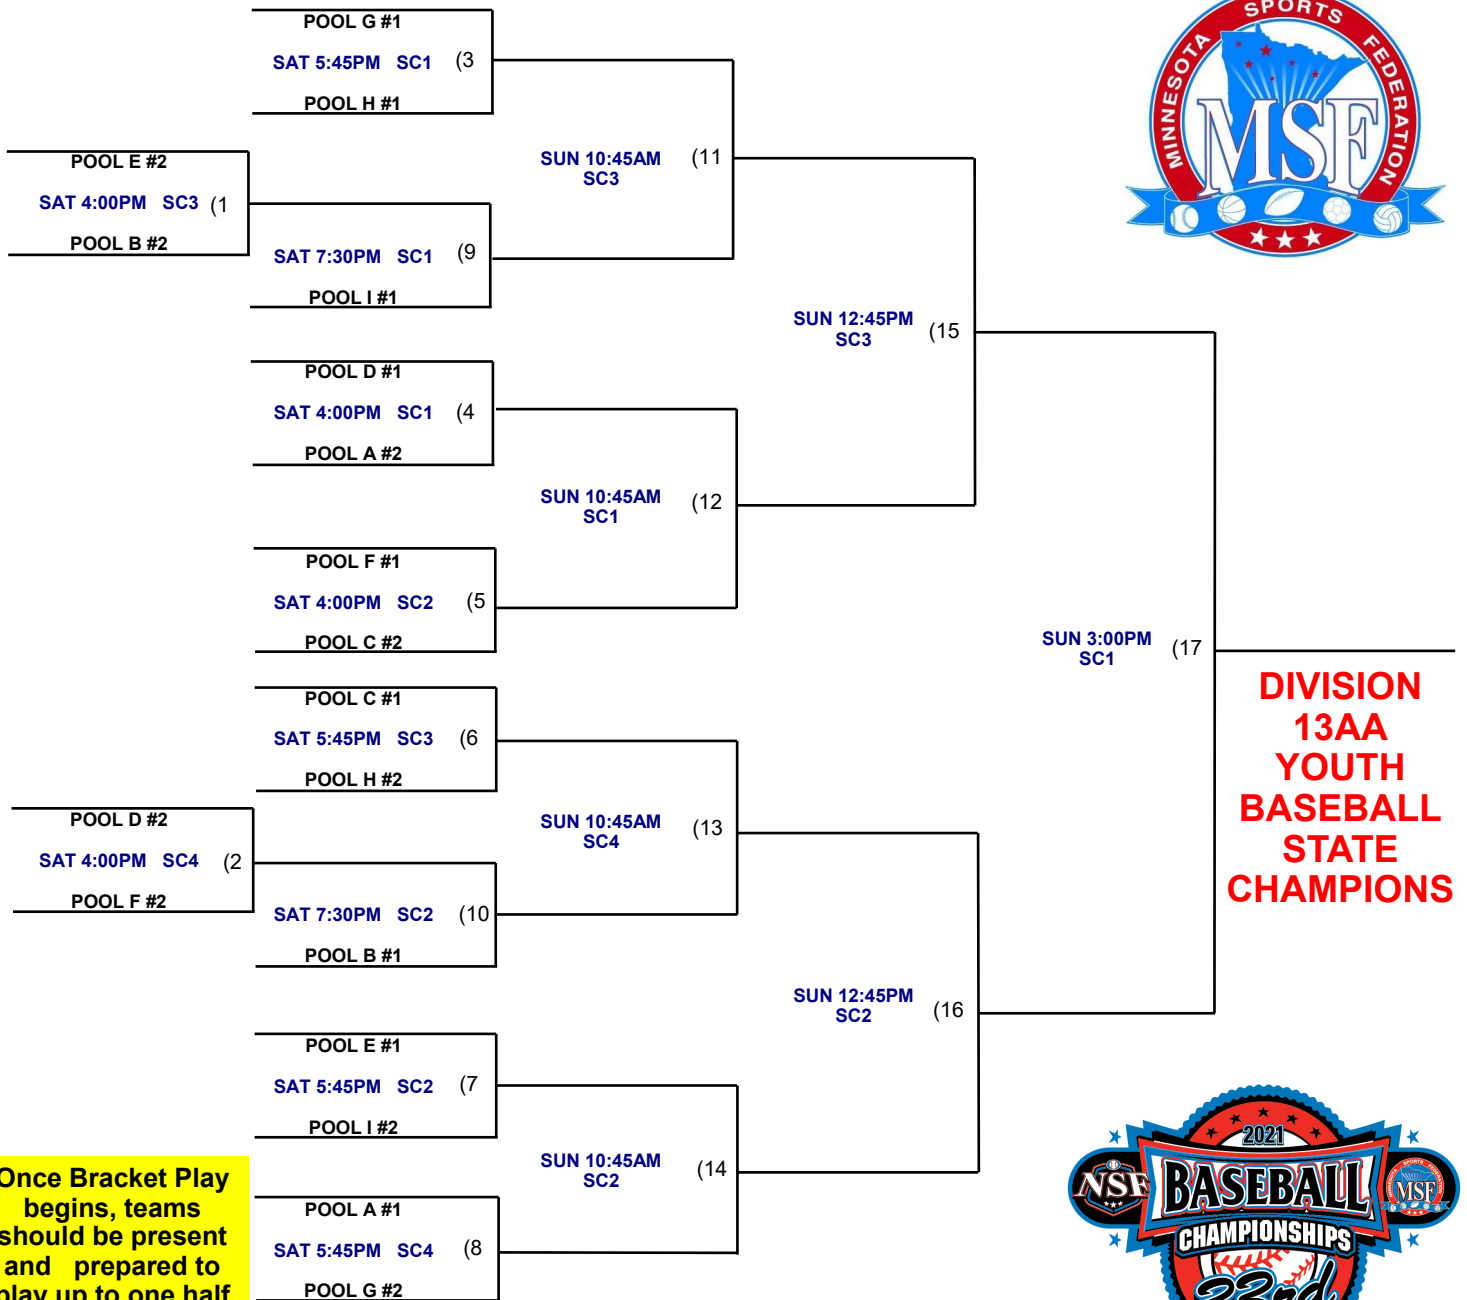 POOL G #1
SAT 5:45PM SC1 (3
POOL H #1
POOL E #2
SAT 4:00PM SC3 (1
POOL B #2
SAT 7:30PM SC1 (9
POOL I #1
SUN 10:45AM (11
SC3
POOL D #1
SAT 4:00PM SC1 (4
POOL A #2
SUN 10:45AM (12
SC1
POOL F #1
SAT 4:00PM SC2 (5
POOL C #2
SUN 12:45PM (15
SC3
POOL C #1
SAT 5:45PM SC3 (6
POOL H #2
POOL D #2
SAT 4:00PM SC4 (2
POOL F #2
SAT 7:30PM SC2 (10
POOL B #1
SUN 10:45AM (13
SC4
POOL E #1
SAT 5:45PM SC2 (7
POOL I #2
SUN 10:45AM (14
SC2
POOL A #1
SAT 5:45PM SC4 (8
POOL G #2
SUN 12:45PM (16
SC2
SUN 3:00PM (17
SC1
DIVISION
13AA
YOUTH
BASEBALL
STATE
CHAMPIONS
Once Bracket Play
begins, teams
should be present
and prepared to
play up to one half
MINNESOTA SPORTS FEDERATION
MSF
2021
NSF
BASEBALL
MSF
CHAMPIONSHIPS
23rd